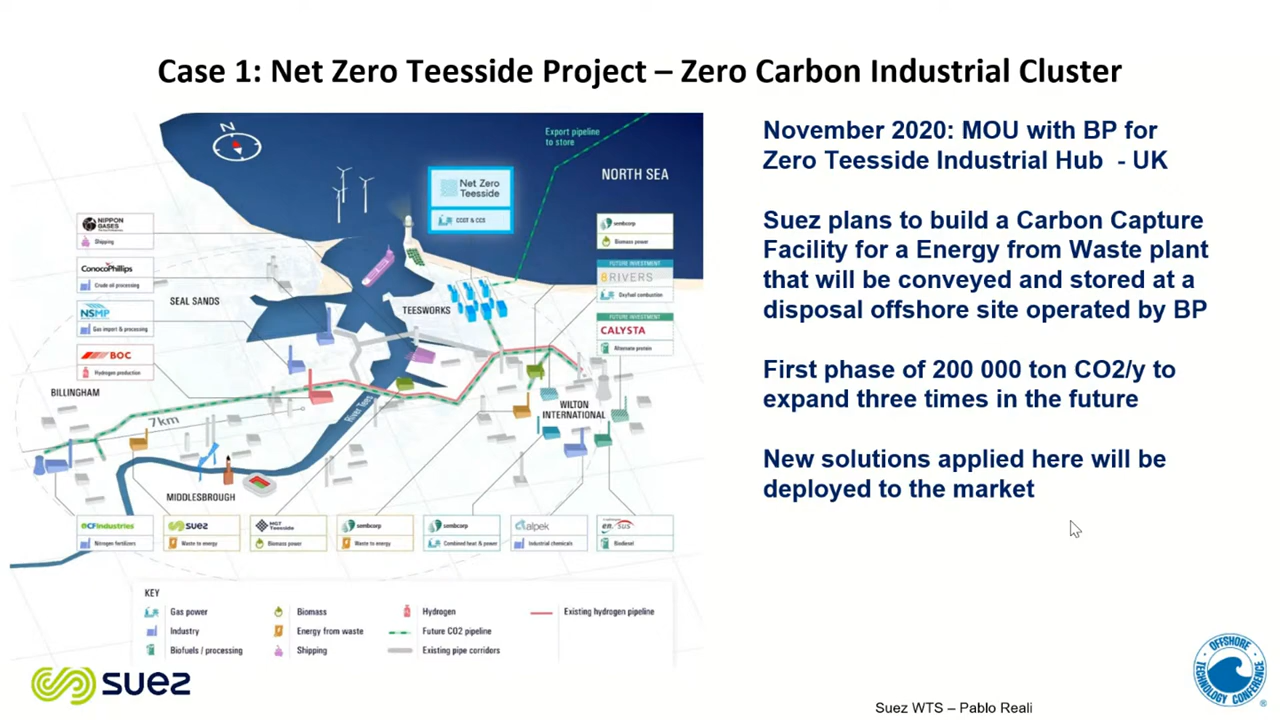 Case 1: Net Zero Teesside Project – Zero Carbon Industrial Cluster
N
Export pipeline
to store
NORTH SEA
Net Zero
Teesside
CCGT & CCS
NIPPON
GASES
Shipping
ConocoPhillips
Crude oil processing
SEAL SANDS
NSMP
Gas import & processing
BOC
Hydrogen production
TEESWORKS
sembcorp
Biomass power
FUTURE INVESTMENT
8RIVERS
Oxyfuel combustion
FUTURE INVESTMENT
CALYSTA
Alternate protein
BILLINGHAM
7km
River Tees
WILTON
INTERNATIONAL
MIDDLESBROUGH
CF Industries
Nitrogen fertilizers
suez
Waste to energy
MGT
Teesside
Biomass power
sembcorp
Waste to energy
sembcorp
Combined heat & power
alpek
Industrial chemicals
ensus
Biodiesel
KEY
Gas power
Biomass
Hydrogen
Existing hydrogen pipeline
Industry
Energy from waste
Future CO2 pipeline
Biofuels / processing
Shipping
Existing pipe corridors
November 2020: MOU with BP for
Zero Teesside Industrial Hub - UK
Suez plans to build a Carbon Capture
Facility for a Energy from Waste plant
that will be conveyed and stored at a
disposal offshore site operated by BP
First phase of 200 000 ton CO2/y to
expand three times in the future
New solutions applied here will be
deployed to the market
suez
Suez WTS – Pablo Reali
OFFSHORE
TECHNOLOGY CONFERENCE